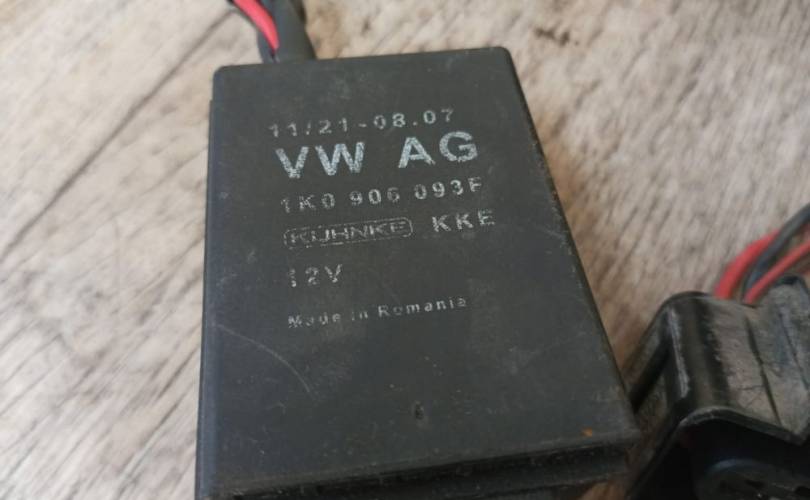 11/21-08.07
VW AG
1K0 906 093F
KUHNKE KKE
12V
Made in Romania